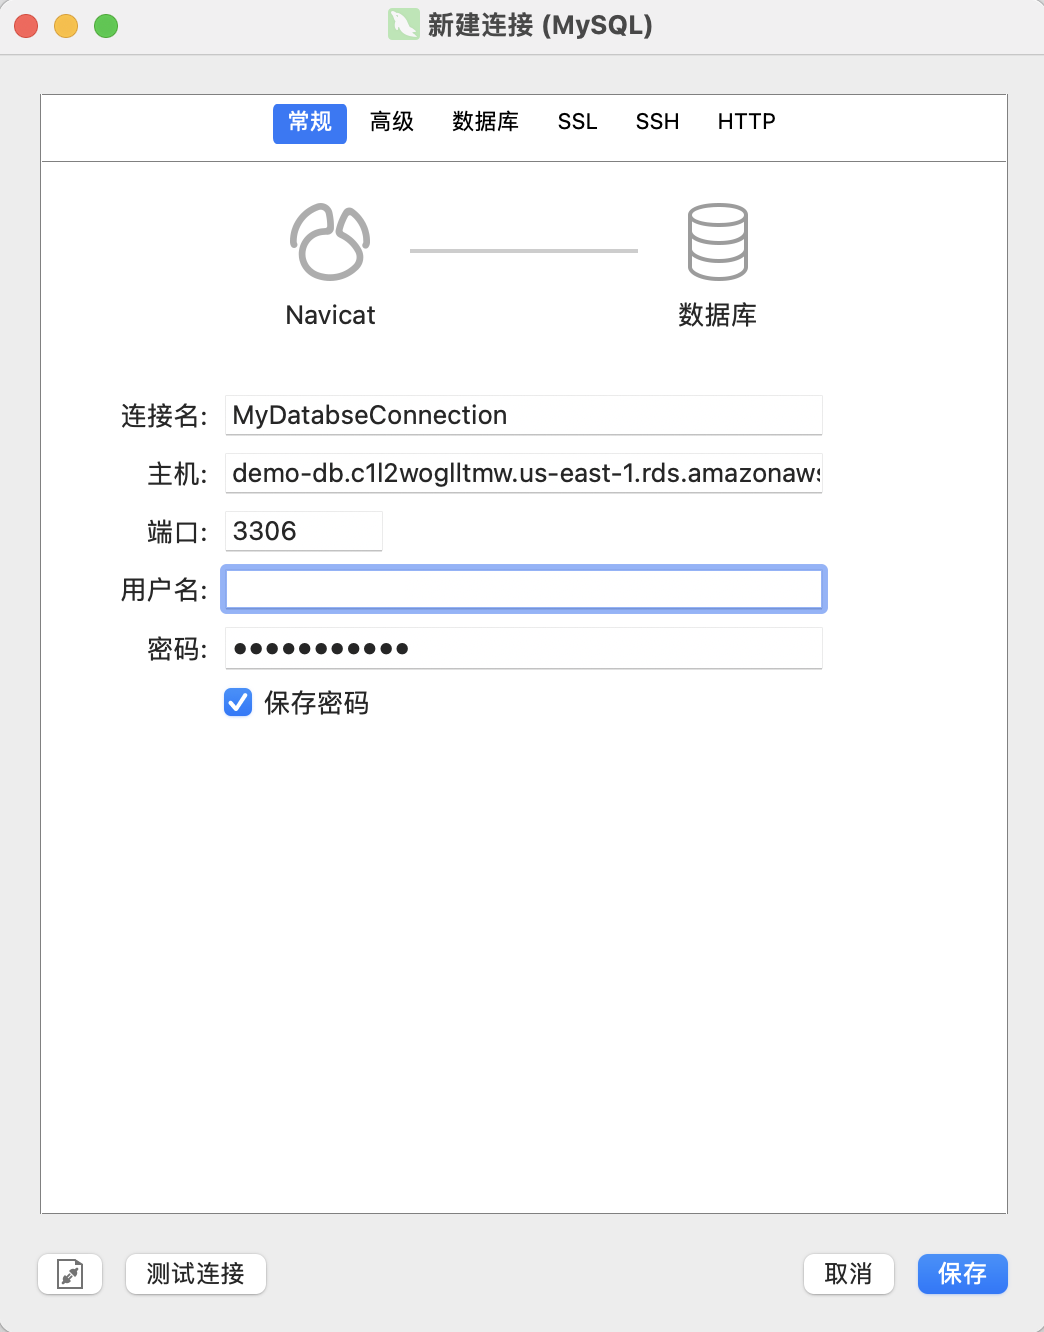 新建连接 (MySQL)
常规 高级 数据库 SSL SSH HTTP
Navicat 数据库
连接名: MyDatabseConnection
主机: demo-db.c1l2woglltmw.us-east-1.rds.amazonaws
端口: 3306
用户名:
密码: ●●●●●●●●●●●
保存密码
测试连接 取消 保存